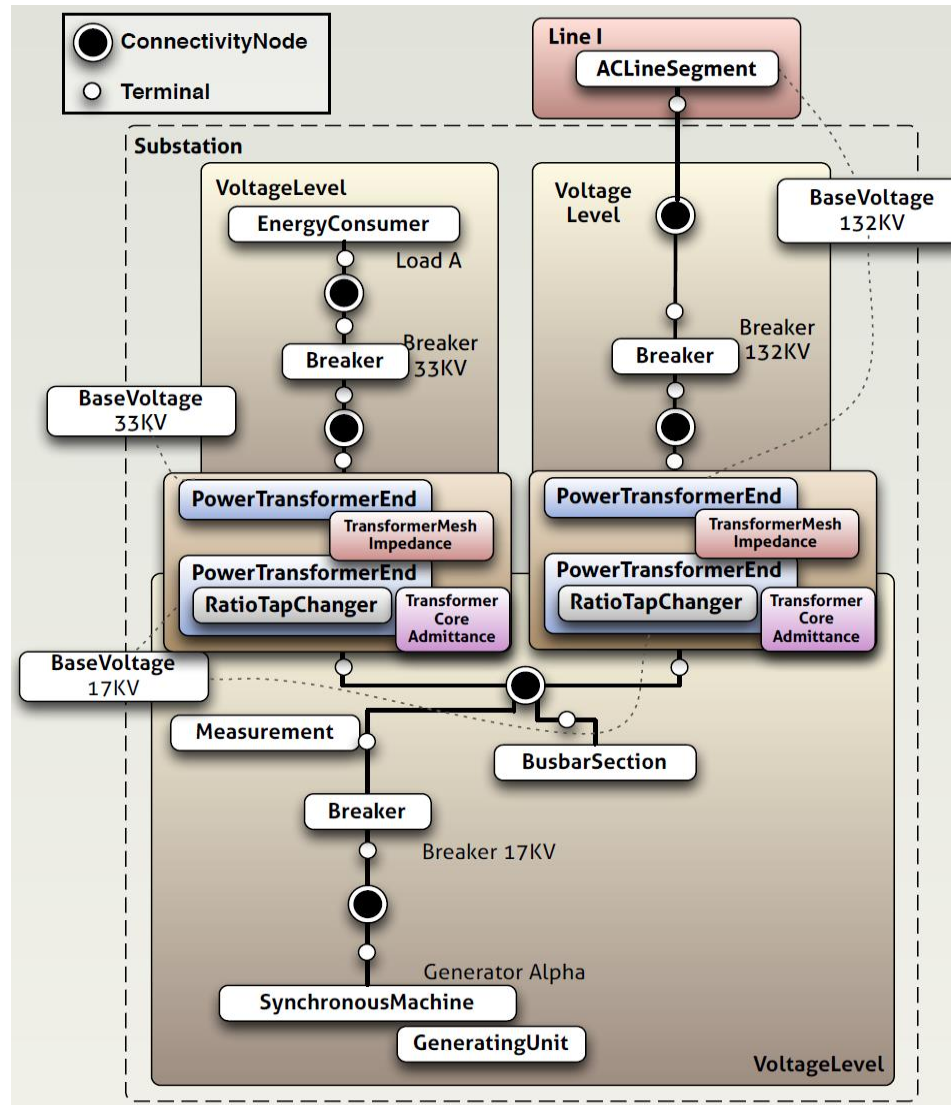 ConnectivityNode
Terminal
Line I
ACLineSegment
Substation
VoltageLevel
EnergyConsumer
Load A
Breaker
Breaker
33KV
Voltage
Level
BaseVoltage
132KV
Breaker
Breaker
132KV
BaseVoltage
33KV
PowerTransformerEnd
TransformerMesh
Impedance
PowerTransformerEnd
RatioTapChanger
Transformer
Core
Admittance
PowerTransformerEnd
TransformerMesh
Impedance
PowerTransformerEnd
RatioTapChanger
Transformer
Core
Admittance
BaseVoltage
17KV
Measurement
BusbarSection
Breaker
Breaker 17KV
Generator Alpha
SynchronousMachine
GeneratingUnit
VoltageLevel